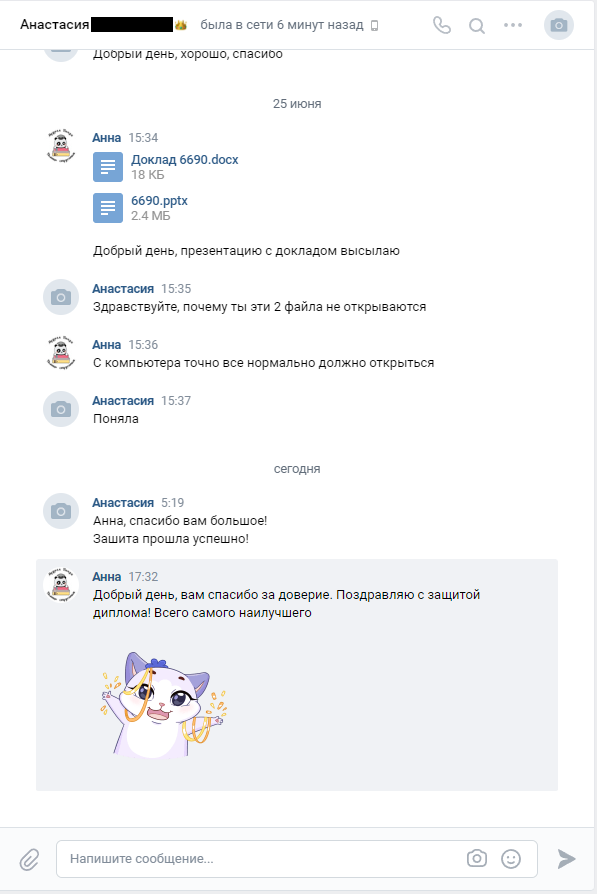 Анастасия была в сети 6 минут назад
Добрый день, хорошо, спасибо
25 июня
Анна 15:34
Доклад 6690.docx
18 КБ
6690.pptx
2.4 МБ
Добрый день, презентацию с докладом высылаю
Анастасия 15:35
Здравствуйте, почему ты эти 2 файла не открываются
Анна 15:36
С компьютера точно все нормально должно открыться
Анастасия 15:37
Поняла
сегодня
Анастасия 5:19
Анна, спасибо вам большое!
Зашита прошла успешно!
Анна 17:32
Добрый день, вам спасибо за доверие. Поздравляю с защитой
диплома! Всего самого наилучшего
Напишите сообщение...